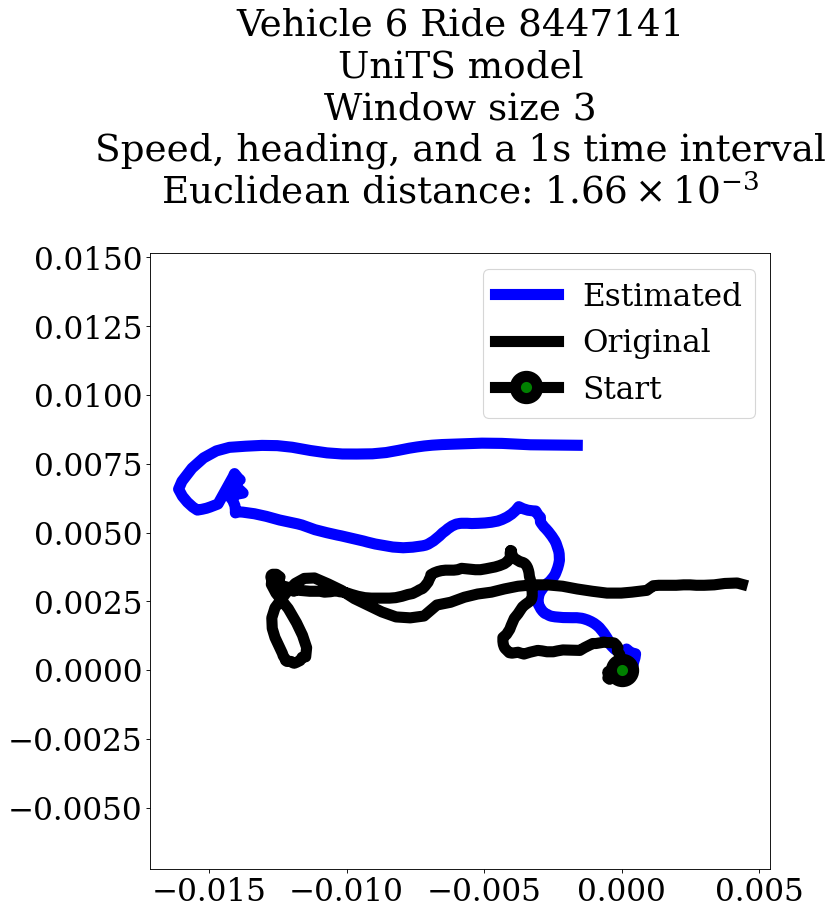 Vehicle 6 Ride 8447141
UniTS model
Window size 3
Speed, heading, and a 1s time interval
Euclidean distance: 1.66 × 10⁻³
Estimated
Original
Start
0.0150
0.0125
0.0100
0.0075
0.0050
0.0025
0.0000
−0.0025
−0.0050
−0.015 −0.010 −0.005 0.000 0.005